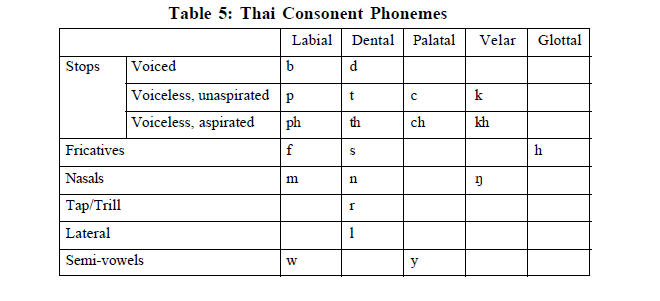 Table 5: Thai Consonent Phonemes
Labial Dental Palatal Velar Glottal
Stops Voiced b d
Voiceless, unaspirated p t c k
Voiceless, aspirated ph th ch kh
Fricatives f s h
Nasals m n ŋ
Tap/Trill r
Lateral l
Semi-vowels w y